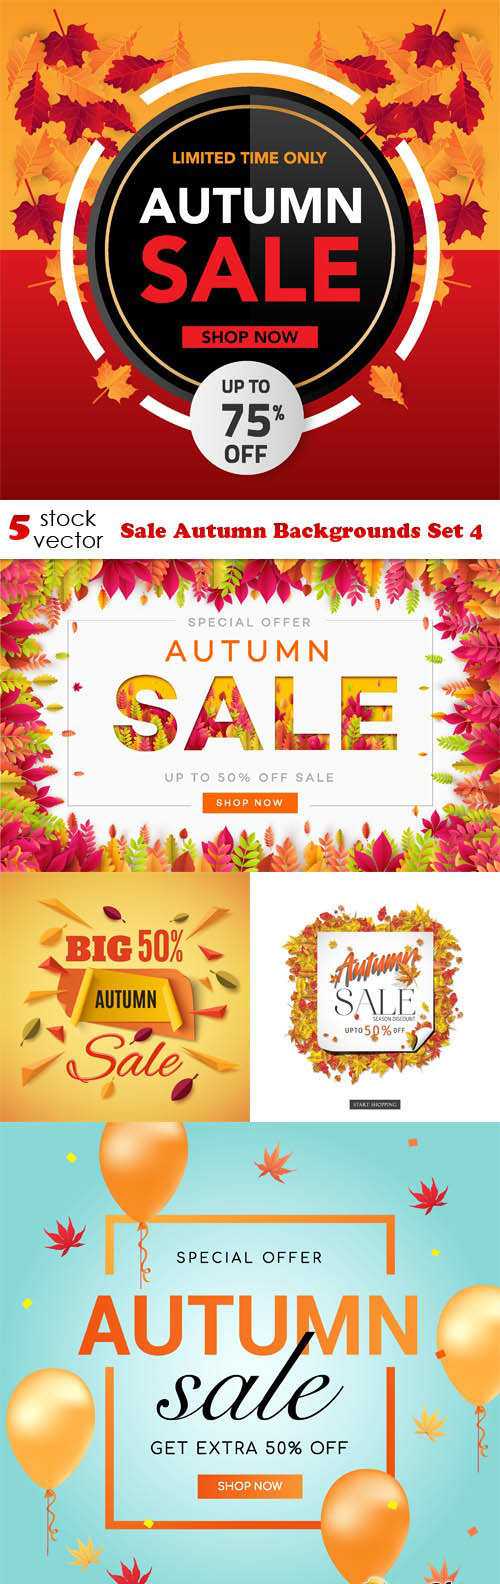 LIMITED TIME ONLY
AUTUMN
SALE
SHOP NOW
UP TO
75%
OFF
5 stock vector
Sale Autumn Backgrounds Set 4
SPECIAL OFFER
AUTUMN
SALE
UP TO 50% OFF SALE
SHOP NOW
BIG 50%
AUTUMN
Sale
Autumn
SALE
SEASON DISCOUNT
UPTO 50% OFF
START SHOPPING
SPECIAL OFFER
AUTUMN
sale
GET EXTRA 50% OFF
SHOP NOW